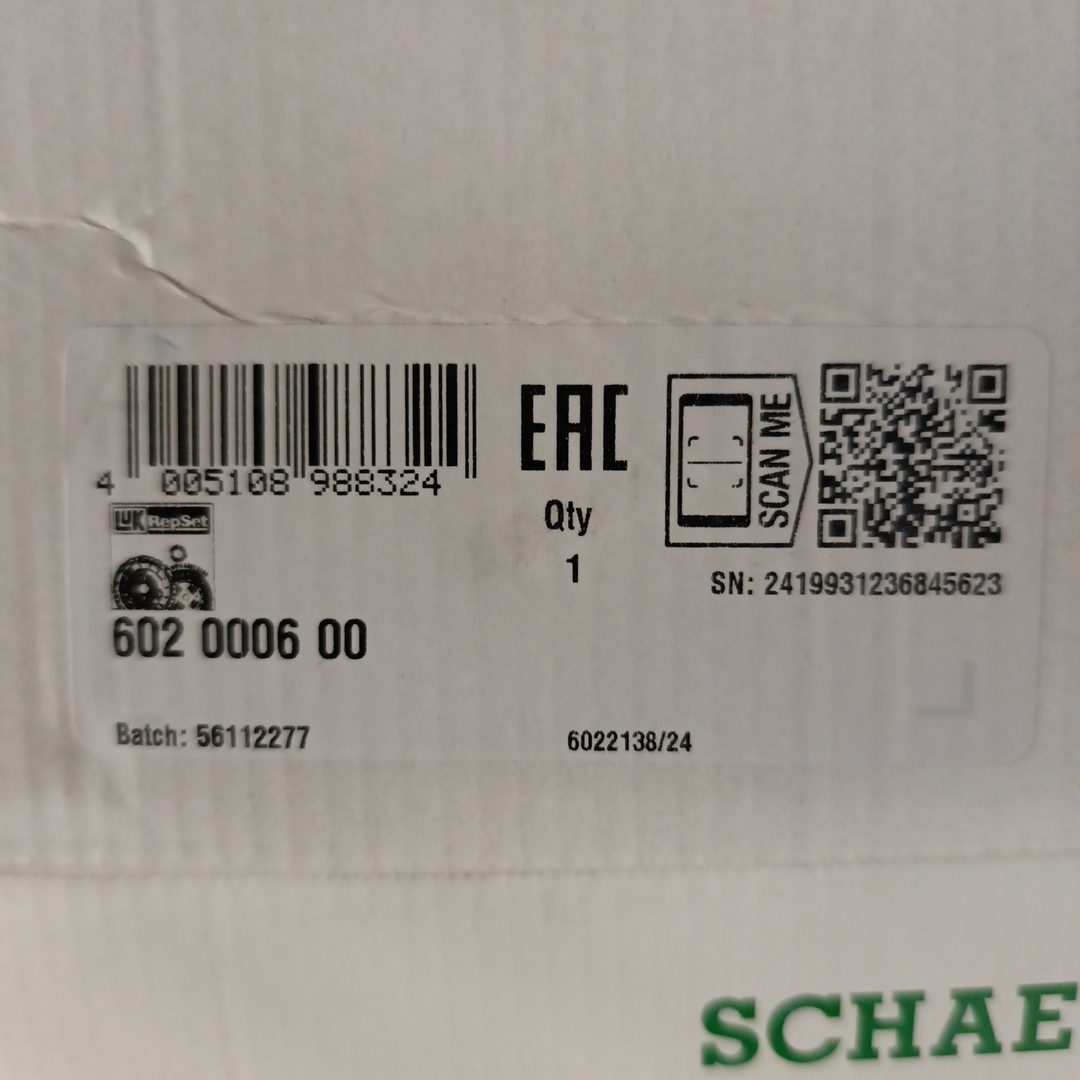 4 005108 988324
EAC
SCAN ME
LUK RepSet
Qty
1
SN: 2419931236845623
602 0006 00
Batch: 56112277
6022138/24
SCHAE